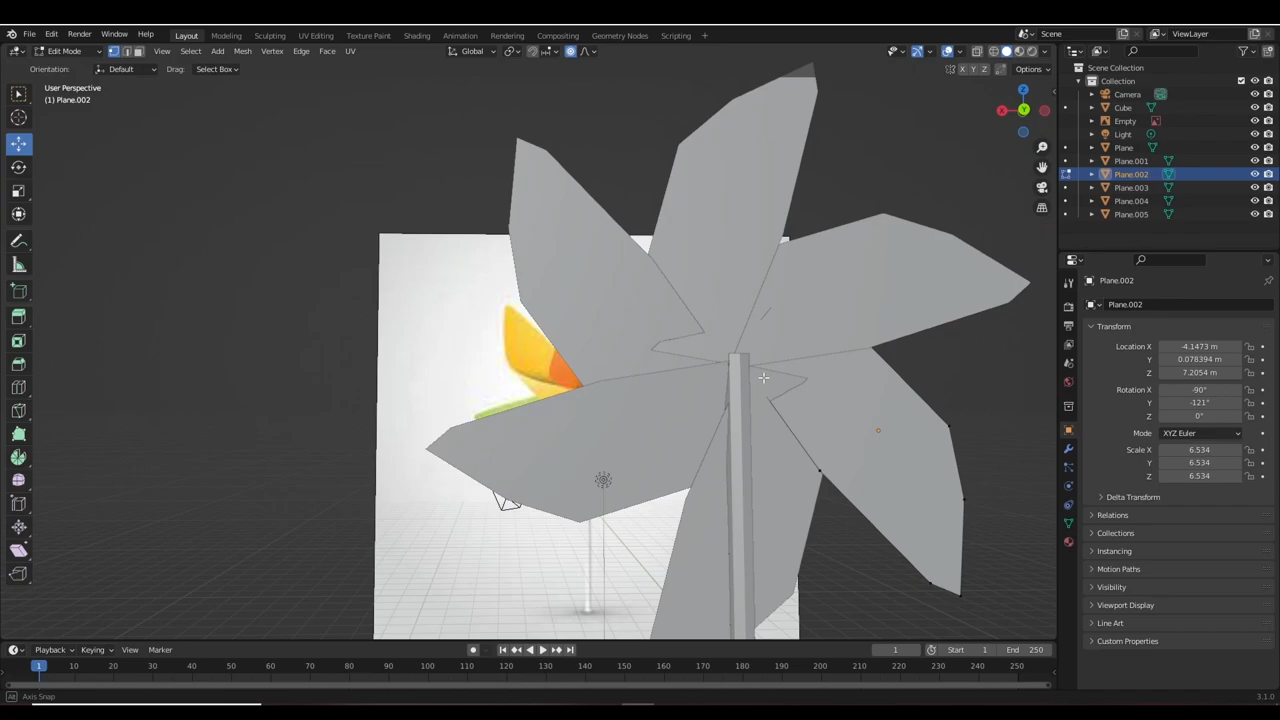 File Edit Render Window Help Layout Modeling Sculpting UV Editing Texture Paint Shading Animation Rendering Compositing Geometry Nodes Scripting + Scene ViewLayer
Edit Mode View Select Add Mesh Vertex Edge Face UV Global
Orientation: Default Drag: Select Box X Y Z Options
User Perspective
(1) Plane.002
Z
X Y
Scene Collection
Collection
Camera
Cube
Empty
Light
Plane
Plane.001
Plane.002
Plane.003
Plane.004
Plane.005
Plane.002
Plane.002
Transform
Location X -4.1473 m
Y 0.078394 m
Z 7.2054 m
Rotation X -90°
Y -121°
Z 0°
Mode XYZ Euler
Scale X 6.534
Y 6.534
Z 6.534
Delta Transform
Relations
Collections
Instancing
Motion Paths
Visibility
Viewport Display
Line Art
Custom Properties
Playback Keying View Marker 1 Start 1 End 250
1 10 20 30 40 50 60 70 80 90 100 110 120 130 140 150 160 170 180 190 200 210 220 230 240 250
Alt Axis Snap 3.1.0